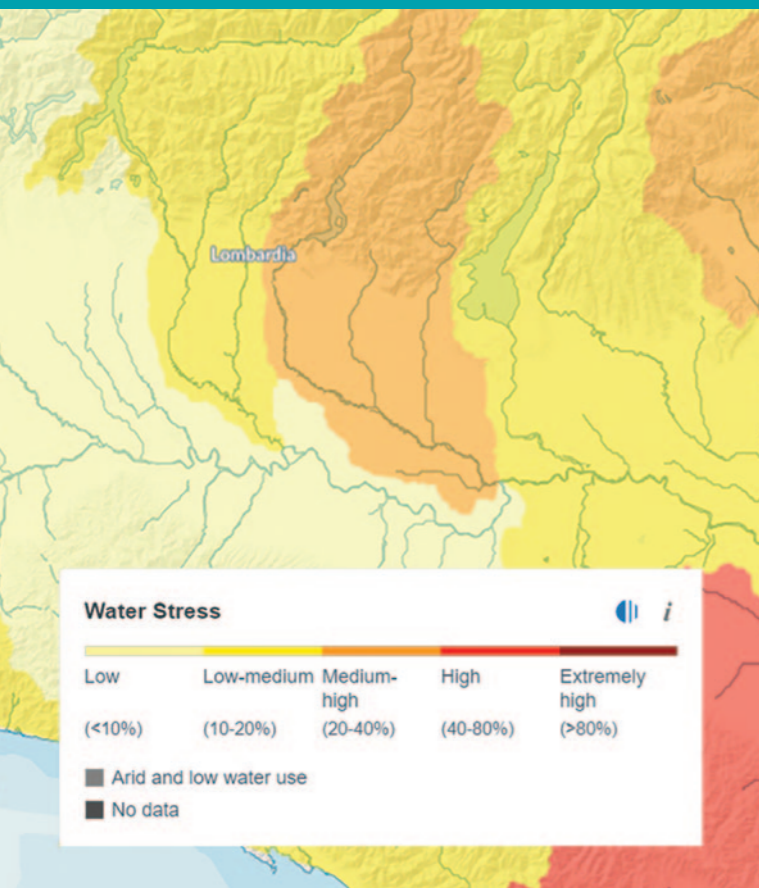 Lombardia
Water Stress
i
Low Low-medium Medium-high High Extremely high
(<10%) (10-20%) (20-40%) (40-80%) (>80%)
Arid and low water use
No data